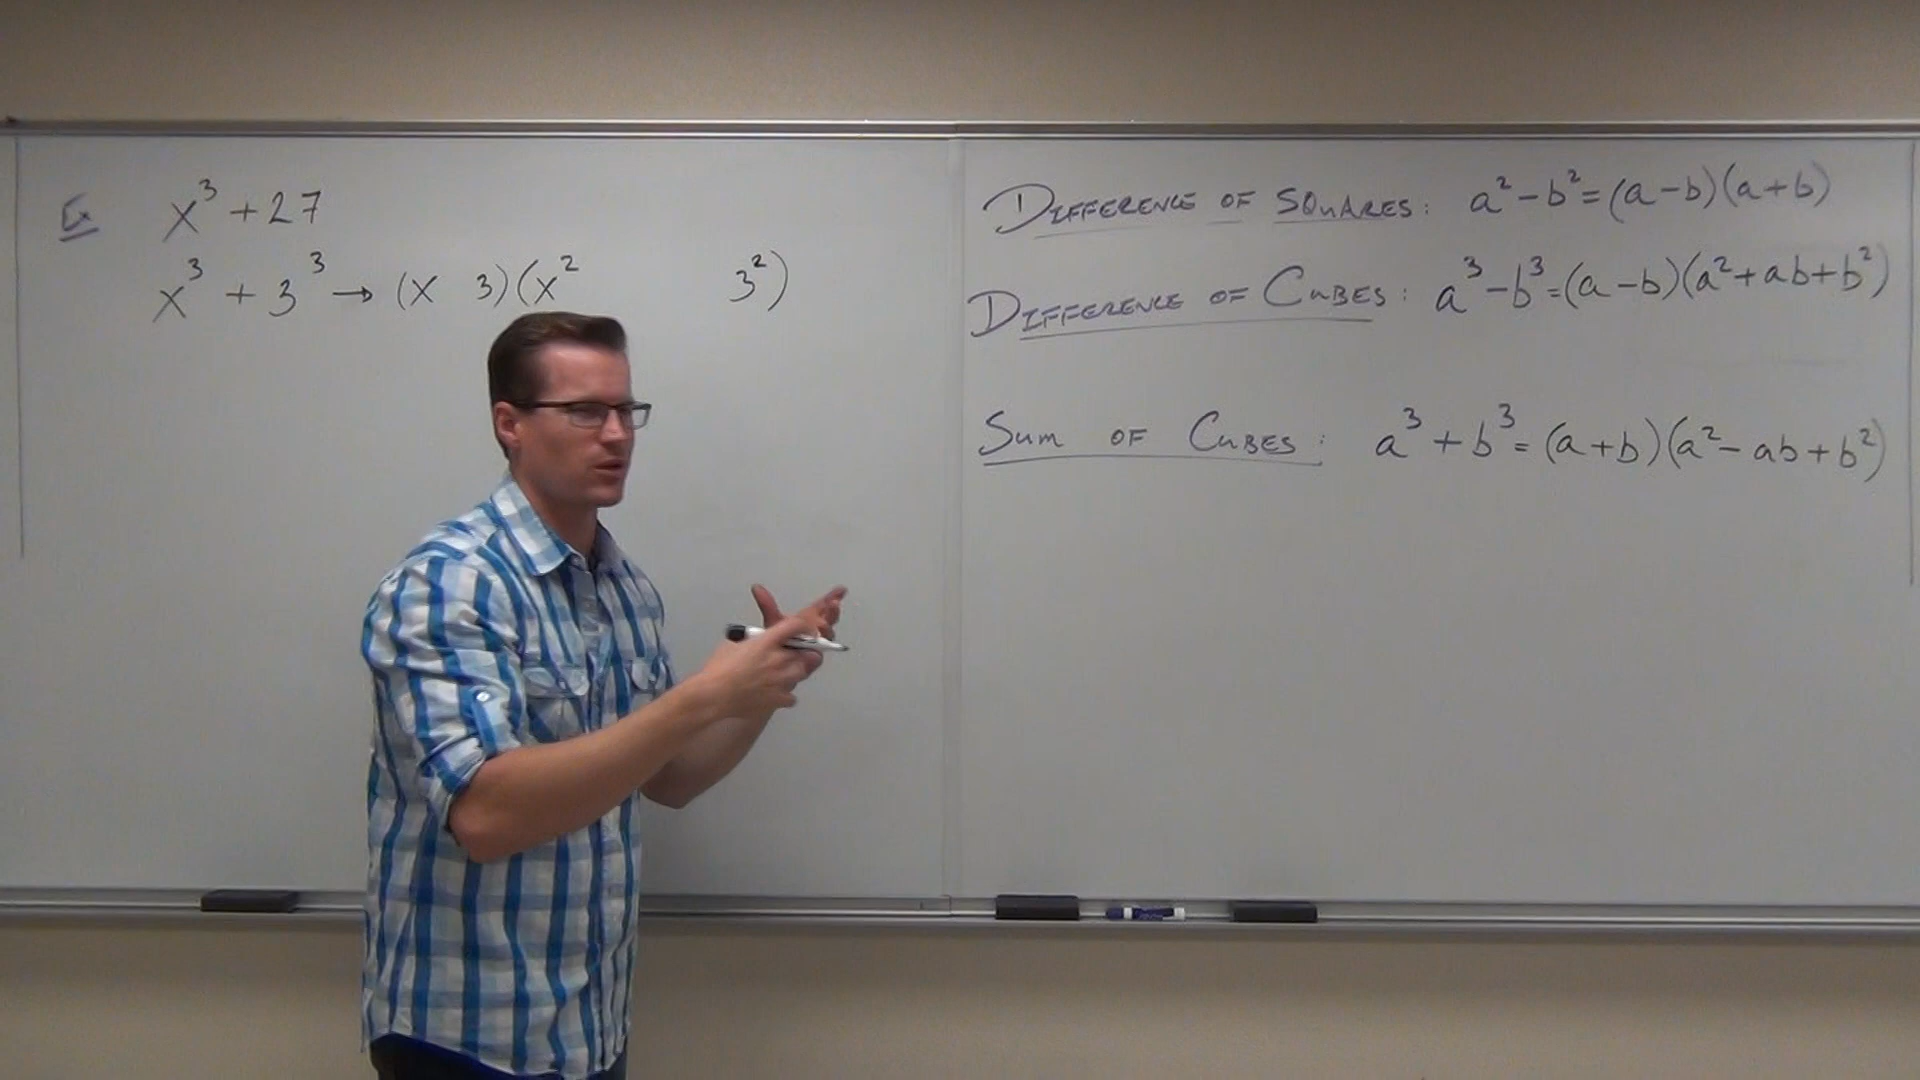 Ex x³ + 27
x³ + 3³ → (x 3)(x² 3²)
DIFFERENCE OF SQUARES: a² - b² = (a - b)(a + b)
DIFFERENCE OF CUBES: a³ - b³ = (a - b)(a² + ab + b²)
SUM OF CUBES: a³ + b³ = (a + b)(a² - ab + b²)